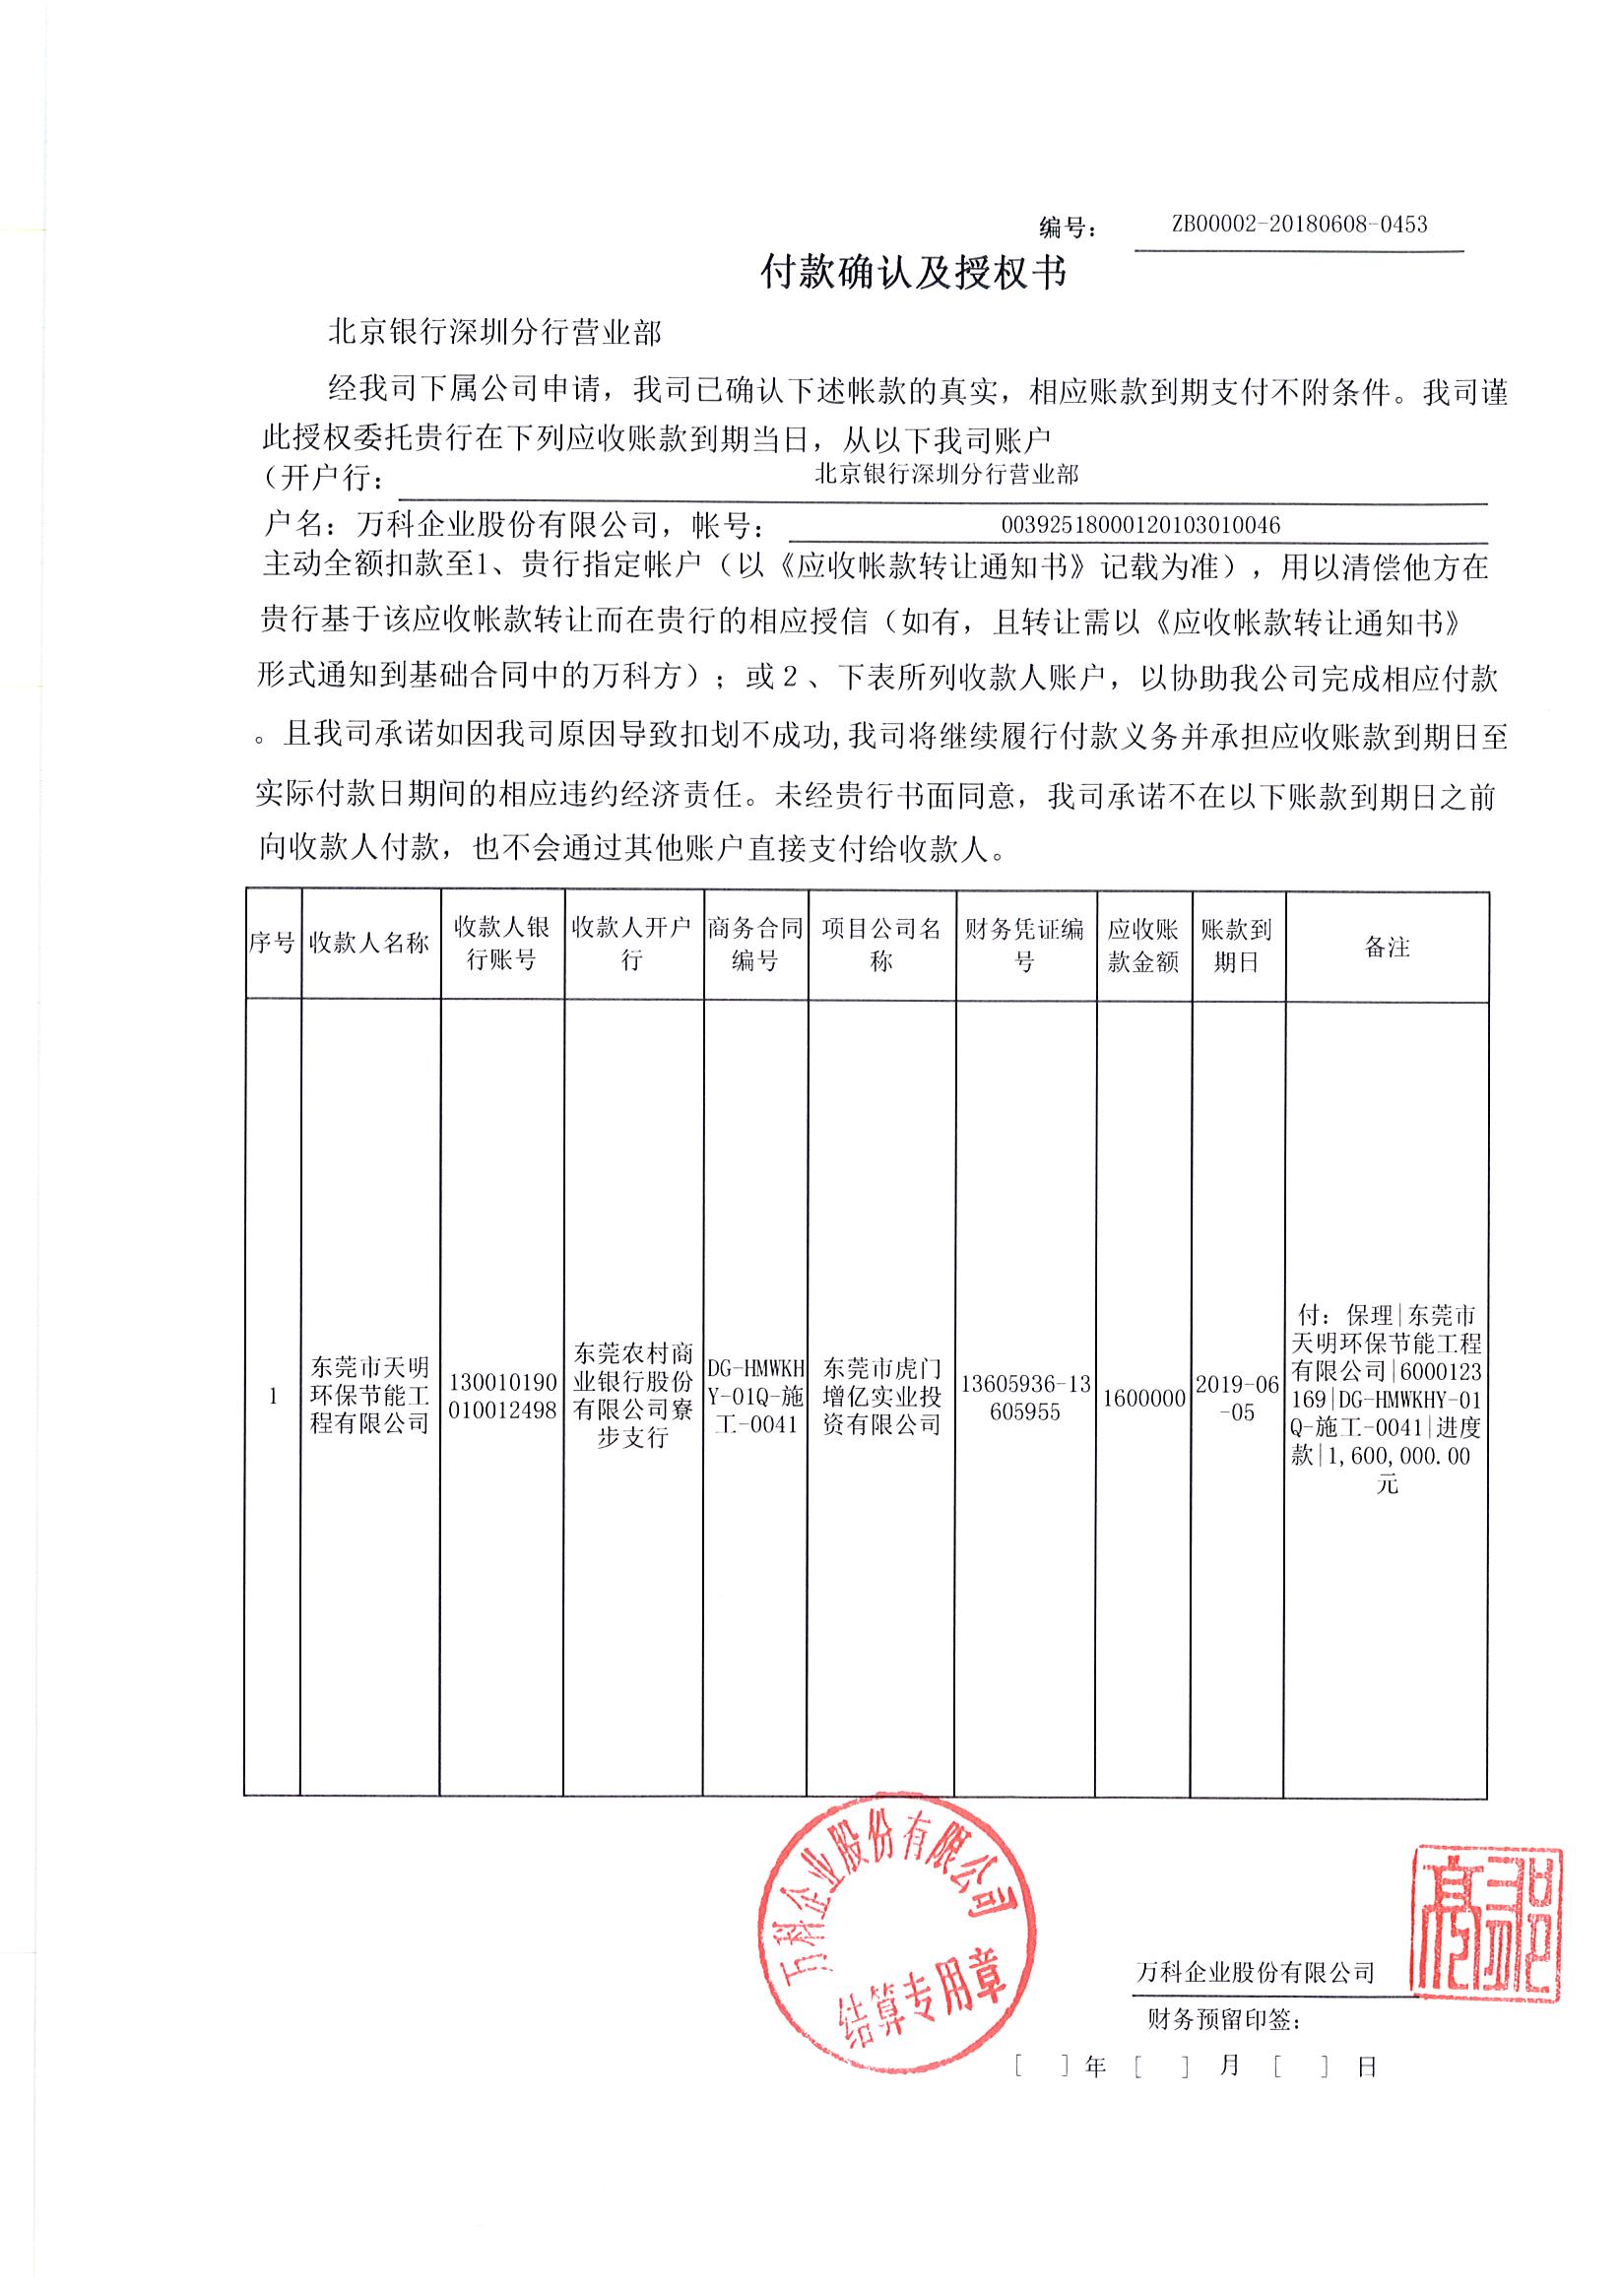 编号： ZB00002-20180608-0453
付款确认及授权书
北京银行深圳分行营业部
经我司下属公司申请，我司已确认下述帐款的真实，相应账款到期支付不附条件。我司谨
此授权委托贵行在下列应收账款到期当日，从以下我司账户
（开户行： 北京银行深圳分行营业部
户名：万科企业股份有限公司，帐号： 00392518000120103010046
主动全额扣款至1、贵行指定帐户（以《应收帐款转让通知书》记载为准），用以清偿他方在
贵行基于该应收帐款转让而在贵行的相应授信（如有，且转让需以《应收帐款转让通知书》
形式通知到基础合同中的万科方）；或２、下表所列收款人账户，以协助我公司完成相应付款
。且我司承诺如因我司原因导致扣划不成功,我司将继续履行付款义务并承担应收账款到期日至
实际付款日期间的相应违约经济责任。未经贵行书面同意，我司承诺不在以下账款到期日之前
向收款人付款，也不会通过其他账户直接支付给收款人。
序号
收款人名称
收款人银
行账号
收款人开户
行
商务合同
编号
项目公司名
称
财务凭证编
号
应收账
款金额
账款到
期日
备注
1
东莞市天明
环保节能工
程有限公司
130010190
010012498
东莞农村商
业银行股份
有限公司寮
步支行
DG-HMWKH
Y-01Q-施
工-0041
东莞市虎门
增亿实业投
资有限公司
13605936-13
605955
1600000
2019-06
-05
付：保理|东莞市
天明环保节能工程
有限公司|6000123
169|DG-HMWKHY-01
Q-施工-0041|进度
款|1,600,000.00
元
万科企业股份有限公司
结算专用章
万科企业股份有限公司
财务预留印签：
[ ]年 [ ] 月 [ ] 日